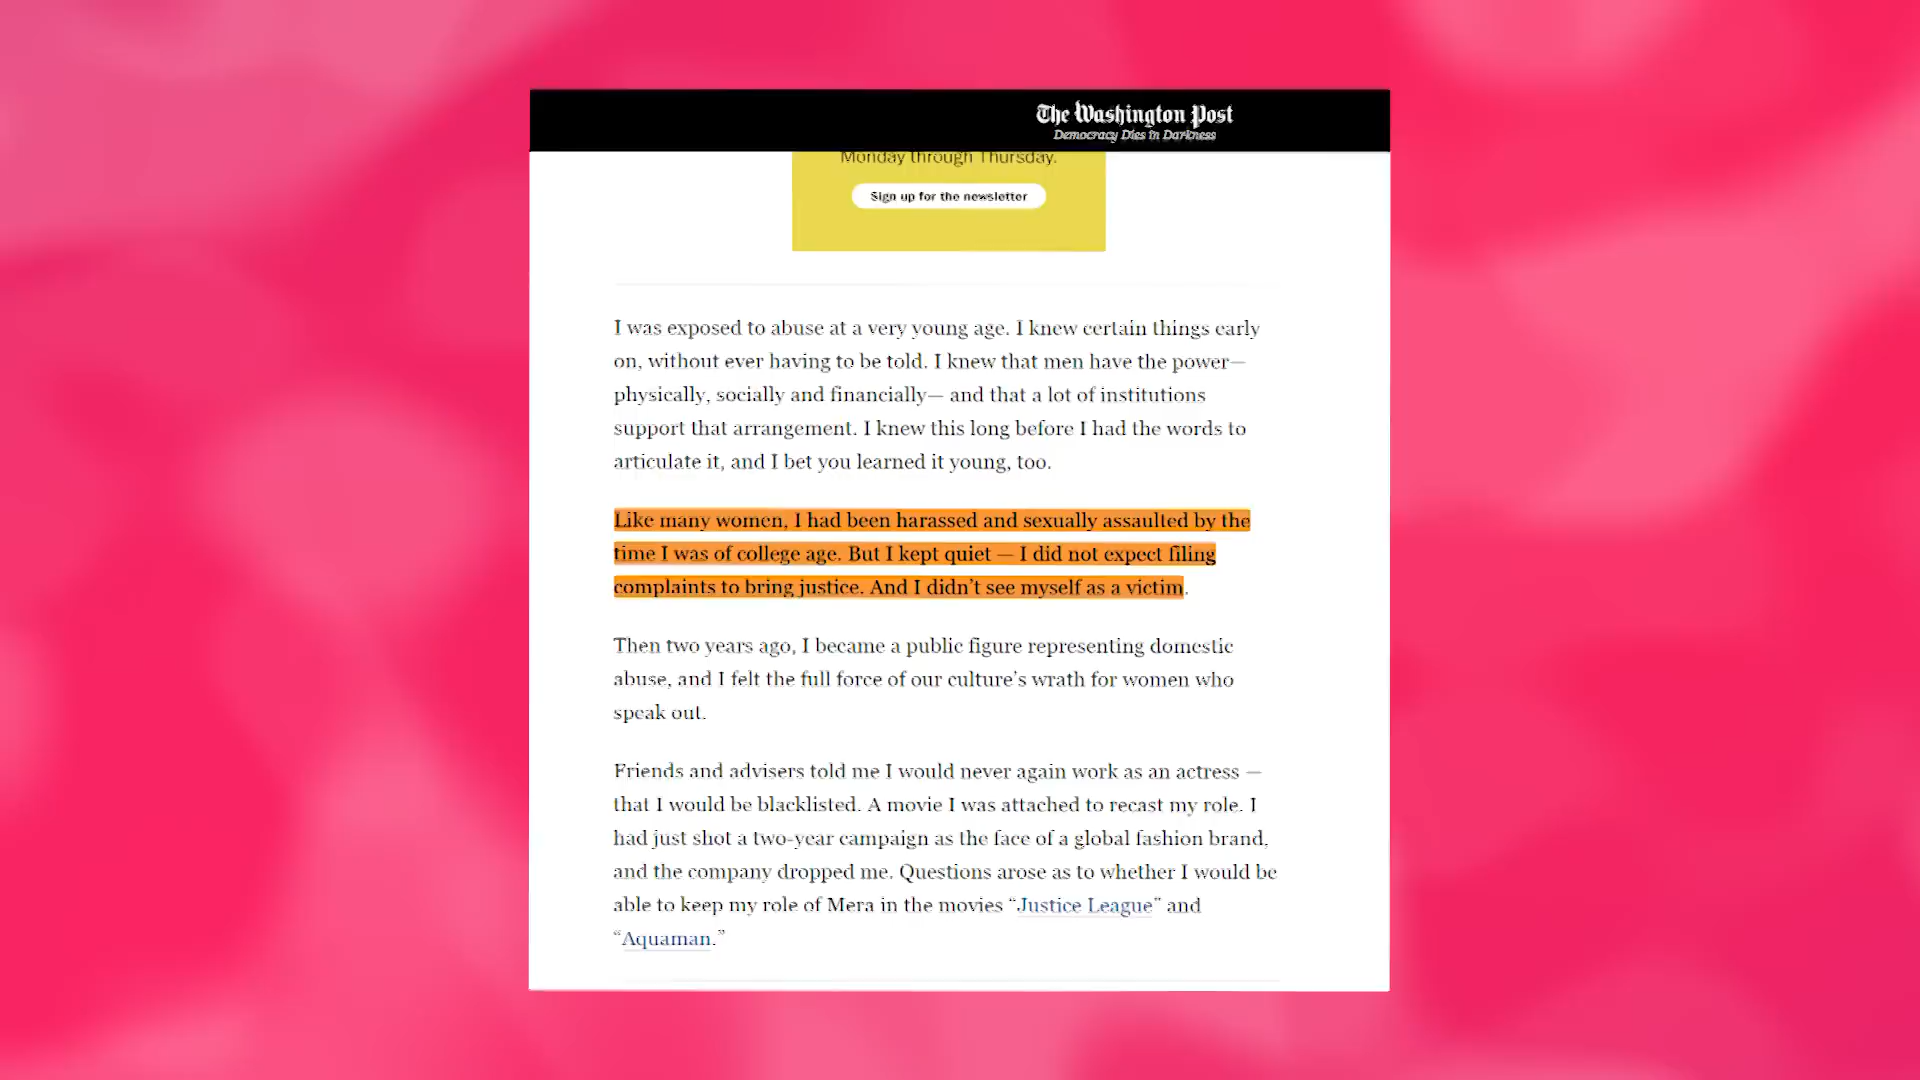 The Washington Post
Democracy Dies in Darkness
Monday through Thursday.
Sign up for the newsletter
I was exposed to abuse at a very young age. I knew certain things early
on, without ever having to be told. I knew that men have the power—
physically, socially and financially— and that a lot of institutions
support that arrangement. I knew this long before I had the words to
articulate it, and I bet you learned it young, too.
Like many women, I had been harassed and sexually assaulted by the
time I was of college age. But I kept quiet — I did not expect filing
complaints to bring justice. And I didn’t see myself as a victim.
Then two years ago, I became a public figure representing domestic
abuse, and I felt the full force of our culture’s wrath for women who
speak out.
Friends and advisers told me I would never again work as an actress —
that I would be blacklisted. A movie I was attached to recast my role. I
had just shot a two-year campaign as the face of a global fashion brand,
and the company dropped me. Questions arose as to whether I would be
able to keep my role of Mera in the movies “Justice League” and
“Aquaman.”